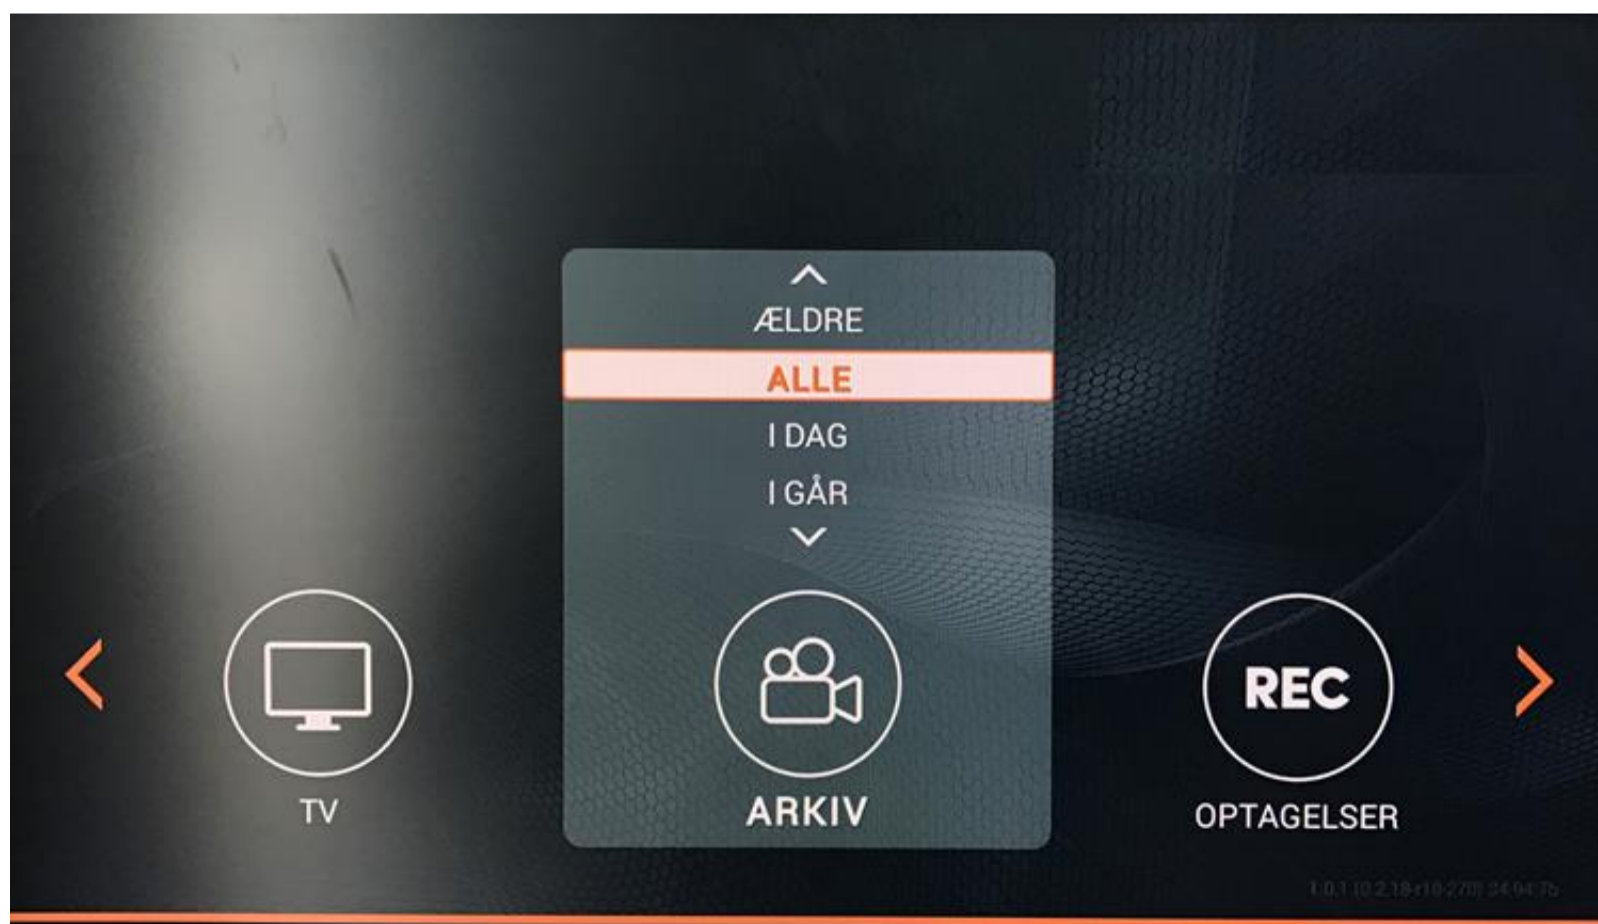 ÆLDRE
ALLE
I DAG
I GÅR
REC
TV
ARKIV
OPTAGELSER